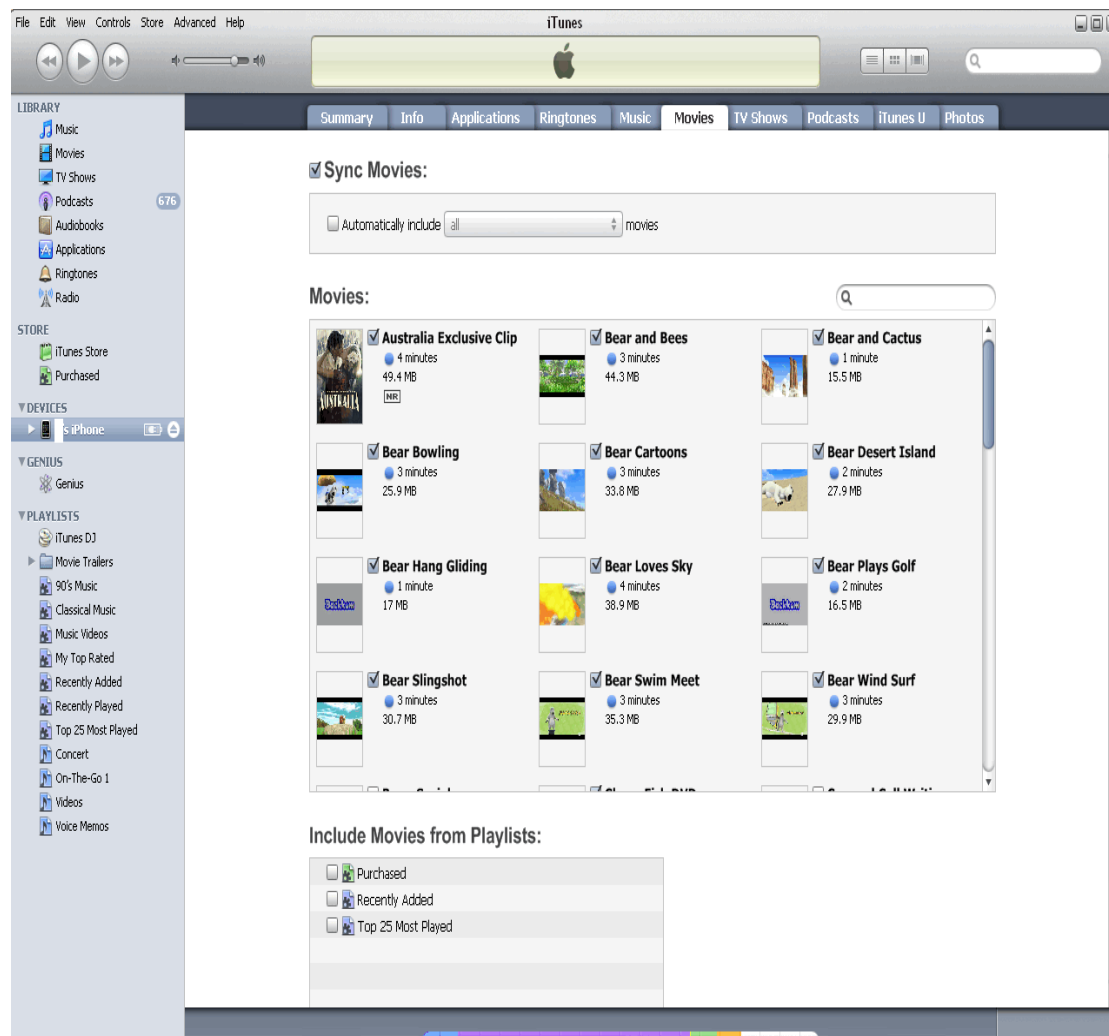 File Edit View Controls Store Advanced Help
iTunes
LIBRARY
Music
Movies
TV Shows
Podcasts 676
Audiobooks
Applications
Ringtones
Radio
STORE
iTunes Store
Purchased
DEVICES
's iPhone
GENIUS
Genius
PLAYLISTS
iTunes DJ
Movie Trailers
90's Music
Classical Music
Music Videos
My Top Rated
Recently Added
Recently Played
Top 25 Most Played
Concert
On-The-Go 1
Videos
Voice Memos
Summary Info Applications Ringtones Music Movies TV Shows Podcasts iTunes U Photos
Sync Movies:
Automatically include all movies
Movies:
AUSTRALIA
Australia Exclusive Clip
4 minutes
49.4 MB
NR
Bear and Bees
3 minutes
44.3 MB
Bear and Cactus
1 minute
15.5 MB
Bear Bowling
3 minutes
25.9 MB
Bear Cartoons
3 minutes
33.8 MB
Bear Desert Island
2 minutes
27.9 MB
Bear Hang Gliding
1 minute
17 MB
Bear Loves Sky
4 minutes
38.9 MB
Bear Plays Golf
2 minutes
16.5 MB
Bear Slingshot
3 minutes
30.7 MB
Bear Swim Meet
3 minutes
35.3 MB
Bear Wind Surf
3 minutes
29.9 MB
Include Movies from Playlists:
Purchased
Recently Added
Top 25 Most Played